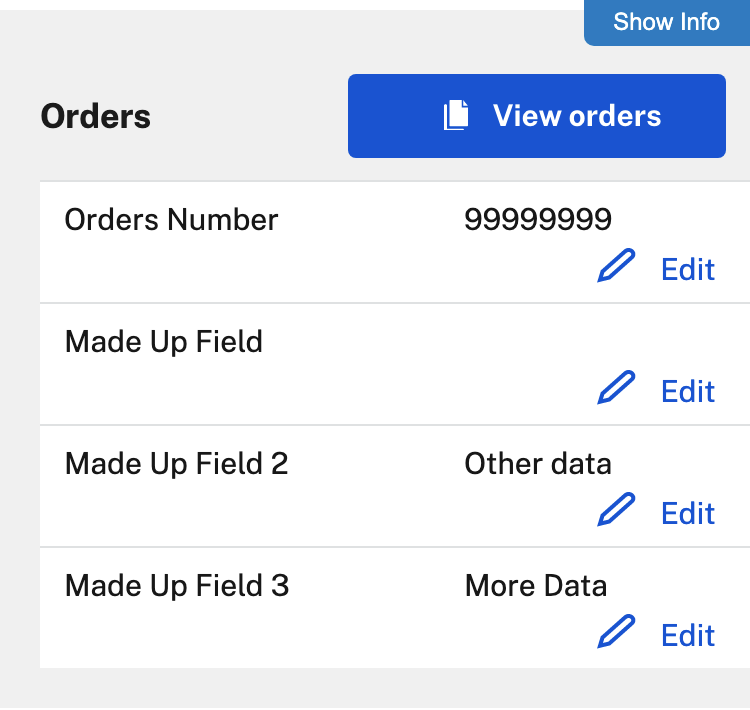 Show Info
Orders
View orders
Orders Number 99999999
Edit
Made Up Field
Edit
Made Up Field 2 Other data
Edit
Made Up Field 3 More Data
Edit